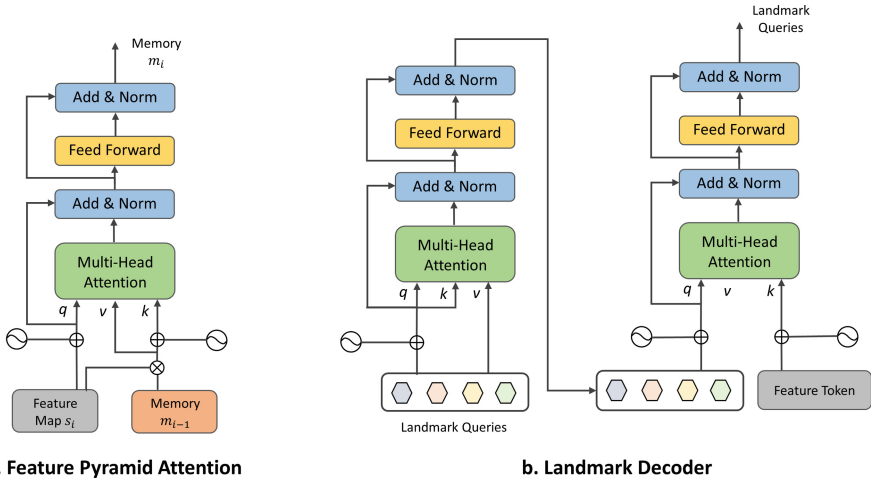 Memory
m_i
Add & Norm
Feed Forward
Add & Norm
Multi-Head
Attention
q
v
k
Feature
Map s_i
Memory
m_{i−1}
. Feature Pyramid Attention
Add & Norm
Feed Forward
Add & Norm
Multi-Head
Attention
q
k
v
Landmark Queries
Landmark
Queries
Add & Norm
Feed Forward
Add & Norm
Multi-Head
Attention
q
v
k
Feature Token
b. Landmark Decoder